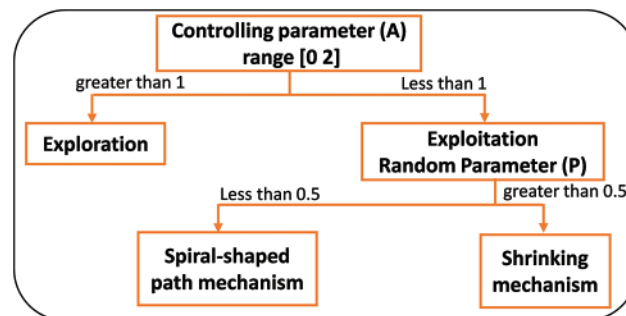 Controlling parameter (A)
range [0 2]
greater than 1
Less than 1
Exploration
Exploitation
Random Parameter (P)
Less than 0.5
greater than 0.5
Spiral-shaped
path mechanism
Shrinking
mechanism